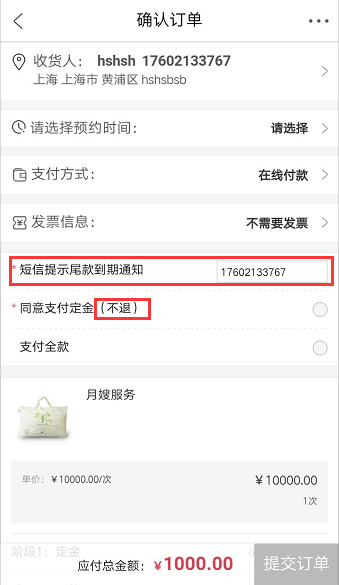 确认订单
收货人： hshsh 17602133767
上海 上海市 黄浦区 hshsbsb
请选择预约时间： 请选择
支付方式： 在线付款
发票信息： 不需要发票
* 短信提示尾款到期通知 17602133767
* 同意支付定金（不退）
支付全款
月嫂服务
单价：￥10000.00/次 ￥10000.00
1次
阶段1：定金 小
应付总金额：￥1000.00 提交订单